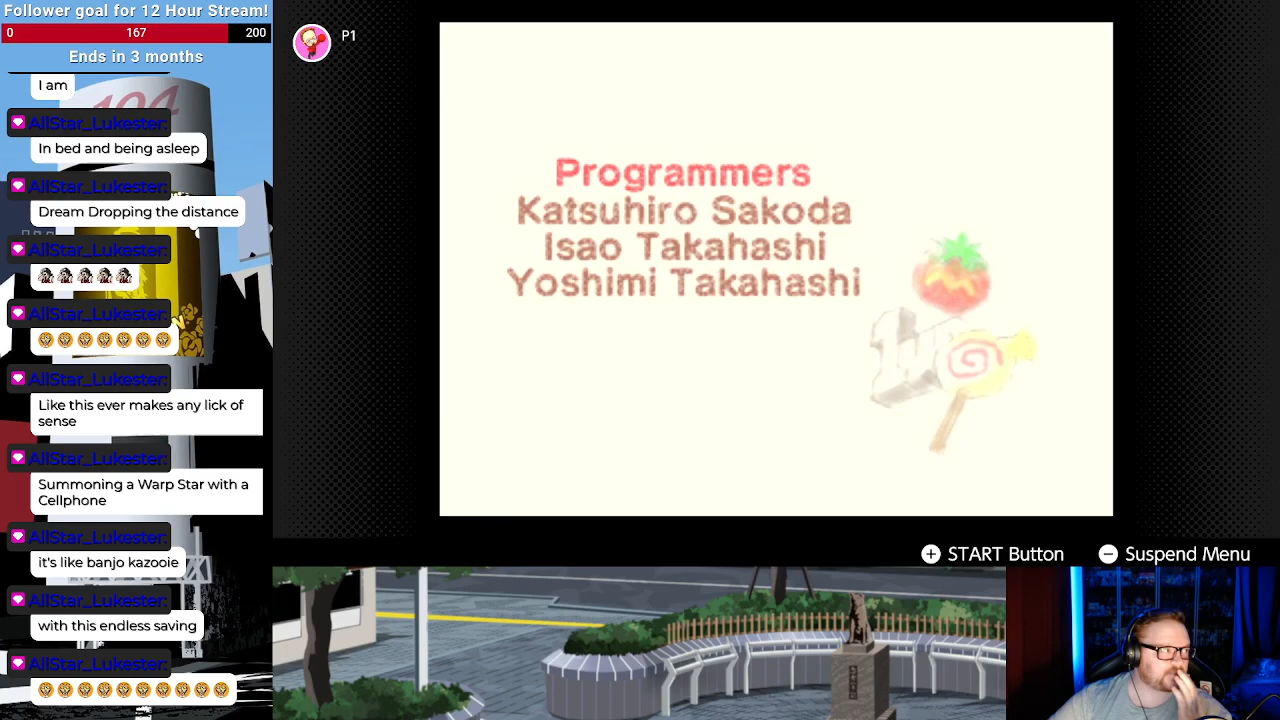 Follower goal for 12 Hour Stream!
0 167 200
Ends in 3 months
104
I am
AllStar_Lukester:
In bed and being asleep
AllStar_Lukester:
Dream Dropping the distance
AllStar_Lukester:
AllStar_Lukester:
AllStar_Lukester:
Like this ever makes any lick of
sense
AllStar_Lukester:
Summoning a Warp Star with a
Cellphone
AllStar_Lukester:
it's like banjo kazooie
AllStar_Lukester:
with this endless saving
AllStar_Lukester:
P1
Programmers
Katsuhiro Sakoda
Isao Takahashi
Yoshimi Takahashi
1UP
+ START Button
- Suspend Menu